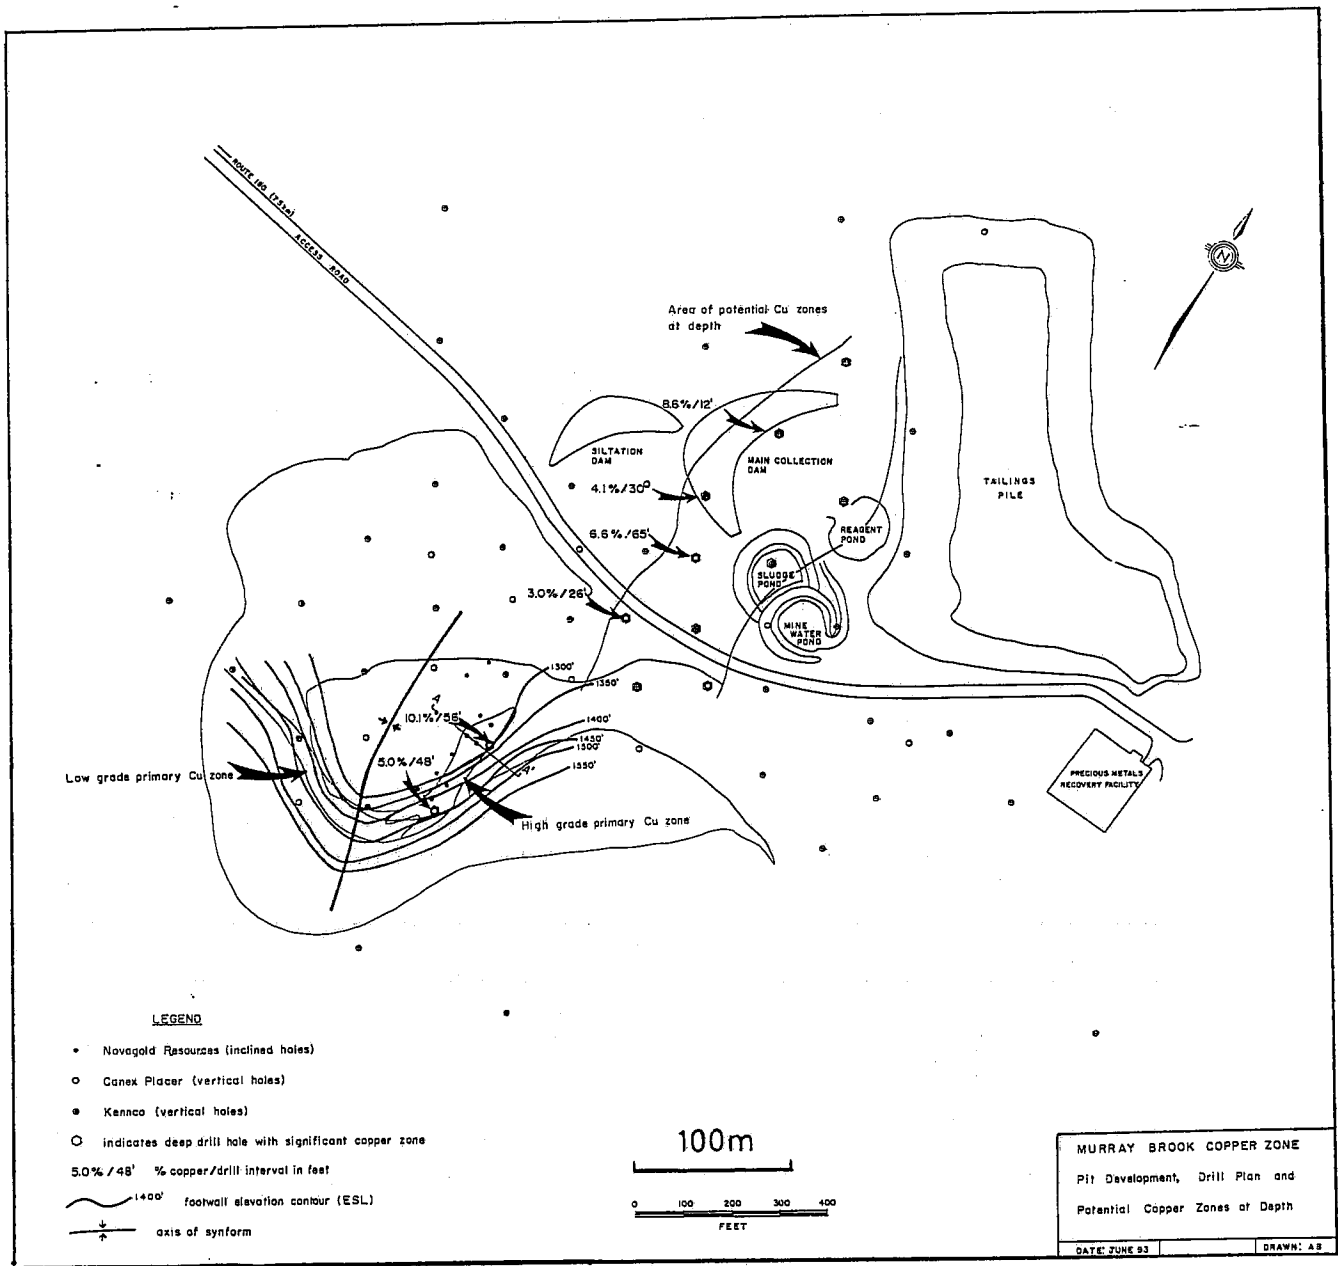 ROUTE 180 (75km)
ACCESS ROAD
N
Area of potential Cu zones
at depth
8.6%/12'
SILTATION
DAM
MAIN COLLECTION
DAM
TAILINGS
PILE
4.1%/30'
REAGENT
POND
6.6%/65'
SLUDGE
POND
3.0%/26'
MINE
WATER
POND
1300'
1350'
10.1%/56'
1400'
1450'
1500'
1550'
5.0%/48'
Low grade primary Cu zone
High grade primary Cu zone
PRECIOUS METALS
RECOVERY FACILITY
LEGEND
Novagold Resources (inclined holes)
Canex Placer (vertical holes)
Kennco (vertical holes)
indicates deep drill hole with significant copper zone
5.0%/48' % copper/drill interval in feet
1400' footwall elevation contour (ESL)
axis of synform
100m
0 100 200 300 400
FEET
MURRAY BROOK COPPER ZONE
Pit Development, Drill Plan and
Potential Copper Zones at Depth
DATE: JUNE 93 DRAWN: AB